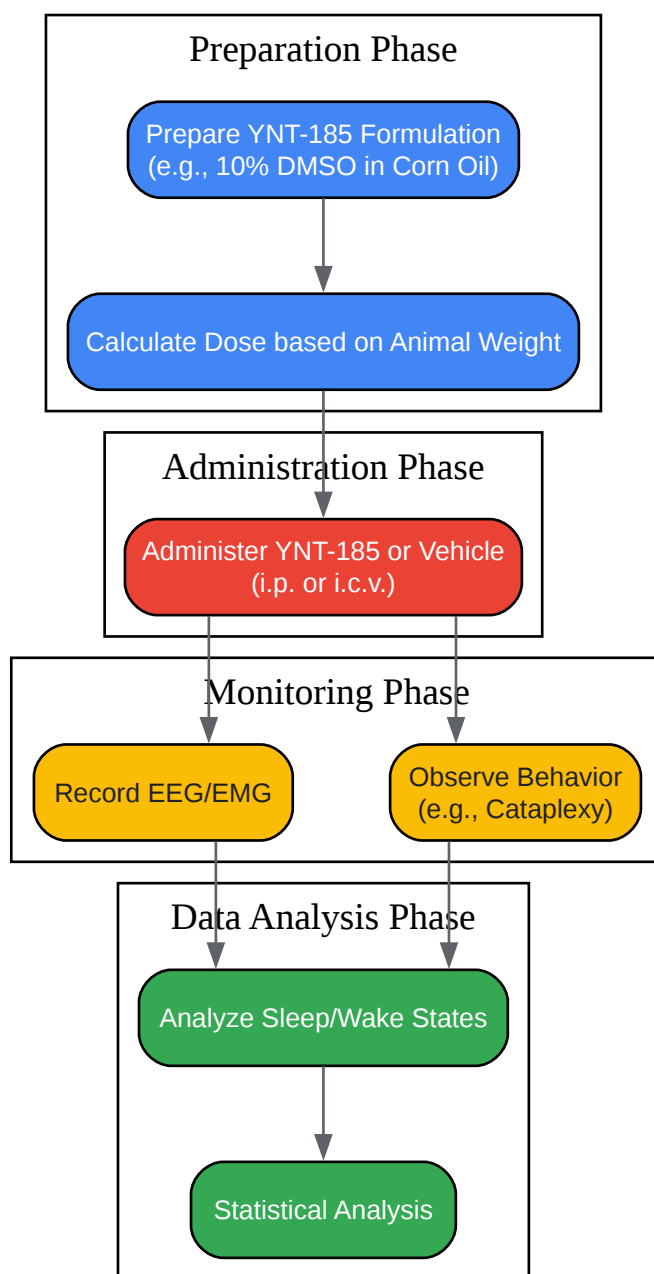 Preparation Phase
Prepare YNT-185 Formulation
(e.g., 10% DMSO in Corn Oil)
Calculate Dose based on Animal Weight
Administration Phase
Administer YNT-185 or Vehicle
(i.p. or i.c.v.)
Monitoring Phase
Record EEG/EMG
Observe Behavior
(e.g., Cataplexy)
Data Analysis Phase
Analyze Sleep/Wake States
Statistical Analysis